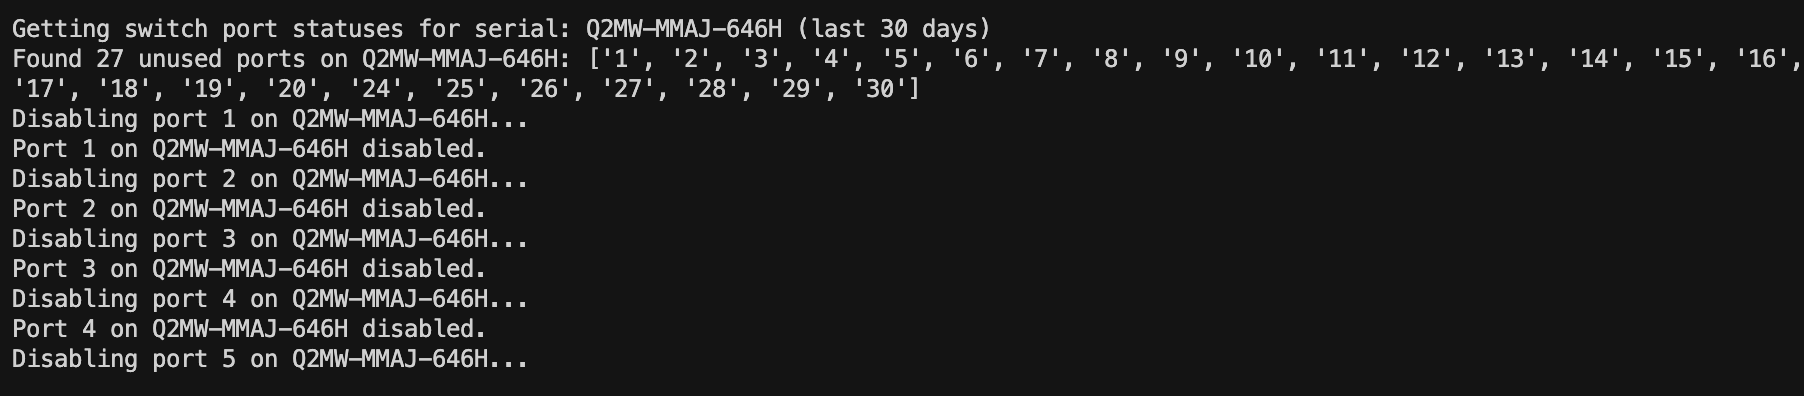 Getting switch port statuses for serial: Q2MW-MMAJ-646H (last 30 days)
Found 27 unused ports on Q2MW-MMAJ-646H: ['1', '2', '3', '4', '5', '6', '7', '8', '9', '10', '11', '12', '13', '14', '15', '16',
'17', '18', '19', '20', '24', '25', '26', '27', '28', '29', '30']
Disabling port 1 on Q2MW-MMAJ-646H...
Port 1 on Q2MW-MMAJ-646H disabled.
Disabling port 2 on Q2MW-MMAJ-646H...
Port 2 on Q2MW-MMAJ-646H disabled.
Disabling port 3 on Q2MW-MMAJ-646H...
Port 3 on Q2MW-MMAJ-646H disabled.
Disabling port 4 on Q2MW-MMAJ-646H...
Port 4 on Q2MW-MMAJ-646H disabled.
Disabling port 5 on Q2MW-MMAJ-646H...